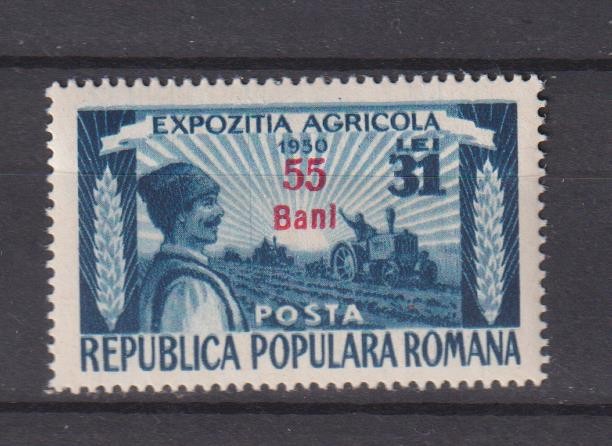 EXPOZITIA AGRICOLA
1950
LEI
31
55
Bani
POSTA
REPUBLICA POPULARA ROMANA